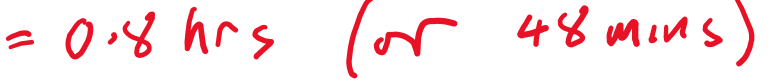 = 0.8 hrs (or 48 mins)